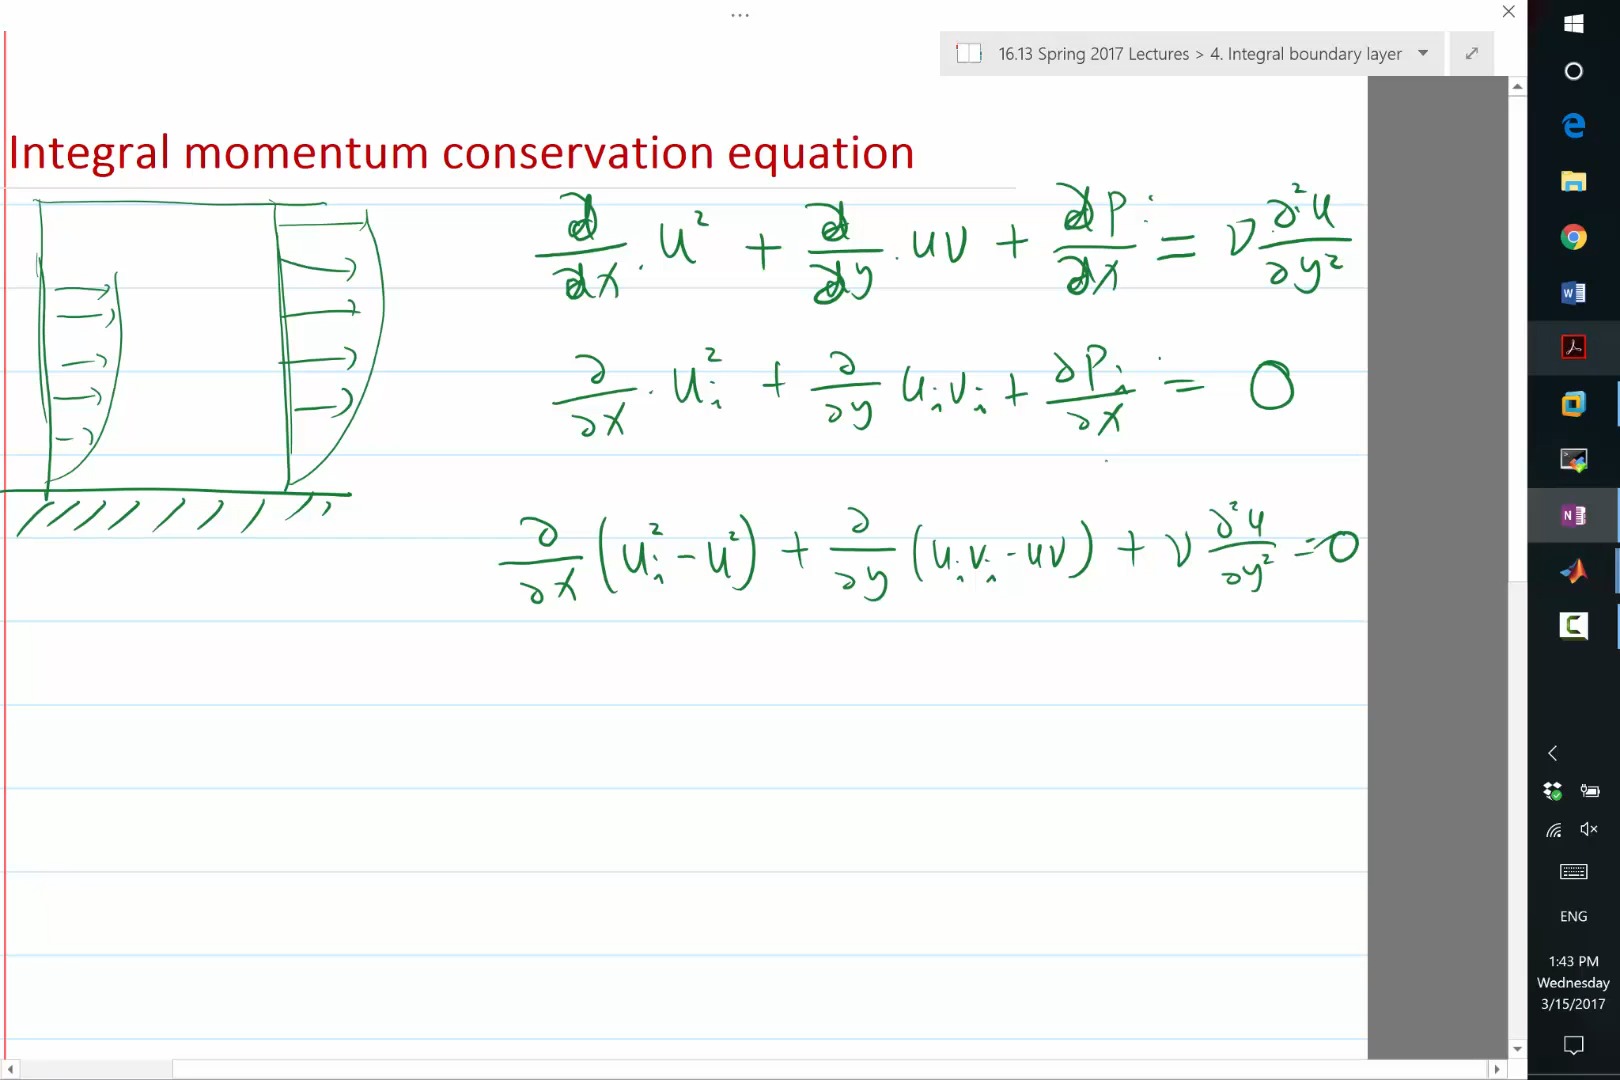 16.13 Spring 2017 Lectures > 4. Integral boundary layer
Integral momentum conservation equation
∂/∂x · u² + ∂/∂y · uv + ∂P/∂x = ν ∂²u/∂y²
∂/∂x · uᵢ² + ∂/∂y uᵢvᵢ + ∂Pᵢ/∂x = 0
∂/∂x (uᵢ² - u²) + ∂/∂y (uᵢvᵢ - uv) + ν ∂²u/∂y² = 0
ENG
1:43 PM
Wednesday
3/15/2017